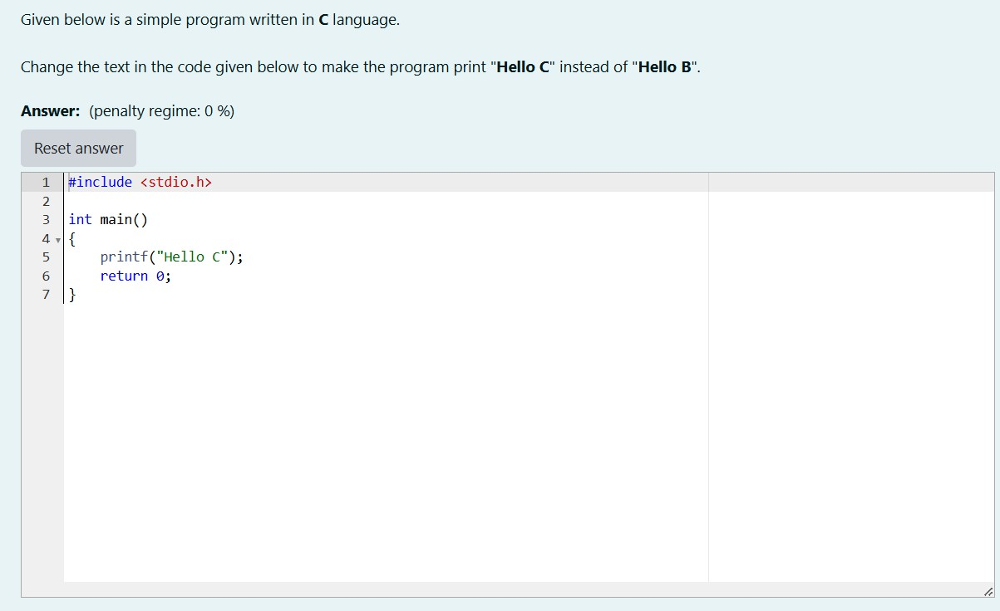 Given below is a simple program written in C language.
Change the text in the code given below to make the program print "Hello C" instead of "Hello B".
Answer: (penalty regime: 0 %)
Reset answer
1 #include <stdio.h>
2
3 int main()
4 {
5     printf("Hello C");
6     return 0;
7 }